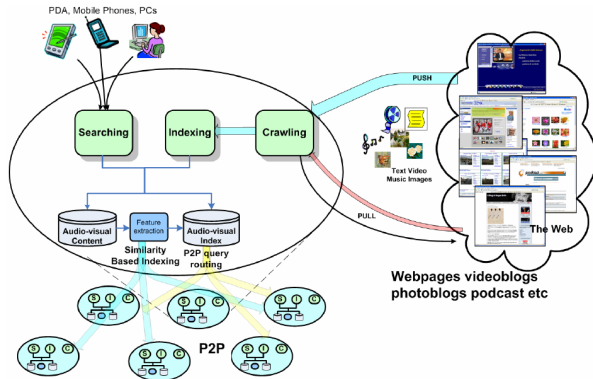 PDA, Mobile Phones, PCs
PUSH
Searching
Indexing
Crawling
Text Video
Music Images
PULL
The Web
Audio-visual
Content
Feature
extraction
Audio-visual
Index
Similarity
Based Indexing
P2P query
routing
Webpages videoblogs
photoblogs podcast etc
S I C
S I C
S I C
S I C
S I C
S I C
P2P